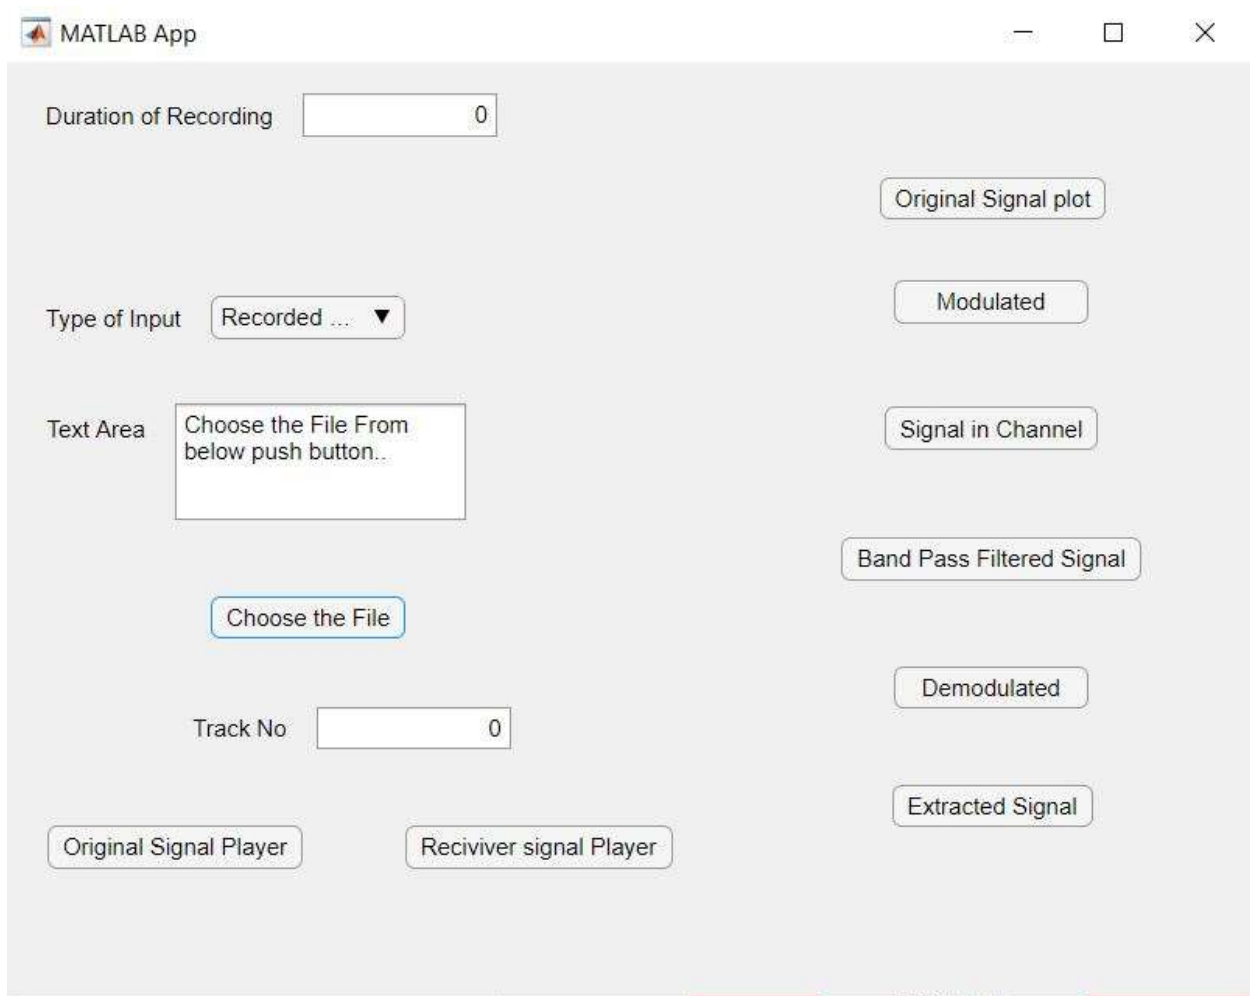 MATLAB App
Duration of Recording 0
Original Signal plot
Modulated
Type of Input Recorded ... ▼
Text Area
Choose the File From
below push button..
Signal in Channel
Band Pass Filtered Signal
Choose the File
Demodulated
Track No 0
Extracted Signal
Original Signal Player
Reciviver signal Player